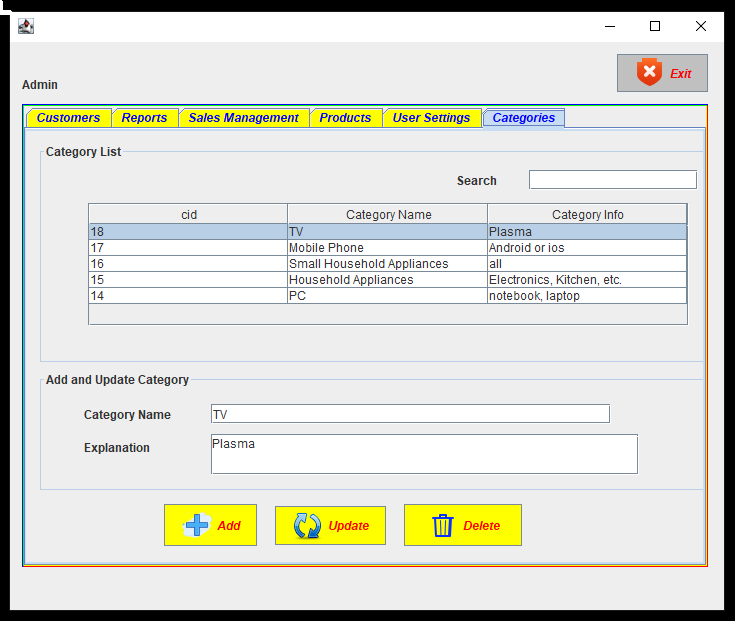 Exit
Admin
Customers Reports Sales Management Products User Settings Categories
Category List
Search
cid Category Name Category Info
18 TV Plasma
17 Mobile Phone Android or ios
16 Small Household Appliances all
15 Household Appliances Electronics, Kitchen, etc.
14 PC notebook, laptop
Add and Update Category
Category Name TV
Explanation Plasma
Add Update Delete